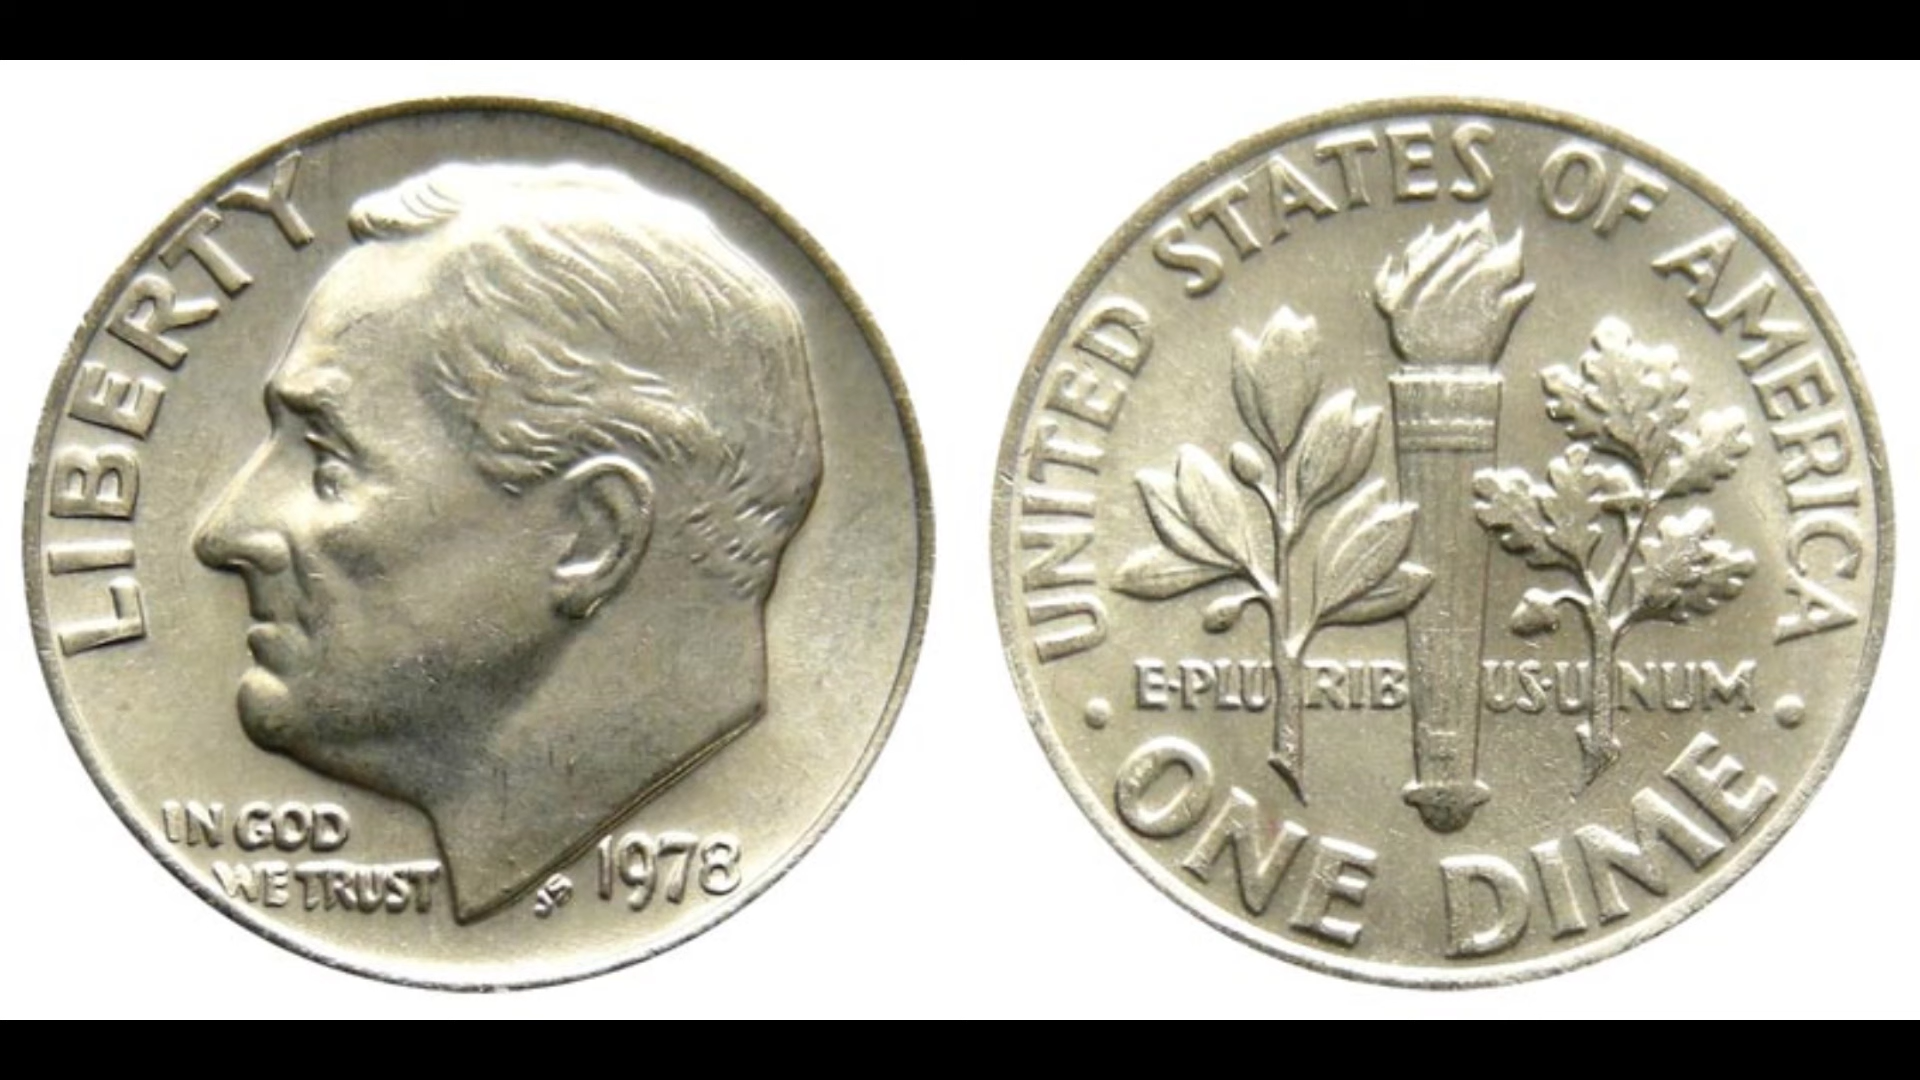 LIBERTY
IN GOD
WE TRUST
JS
1978
UNITED STATES OF AMERICA
E·PLURIBUS·UNUM
· ONE DIME ·